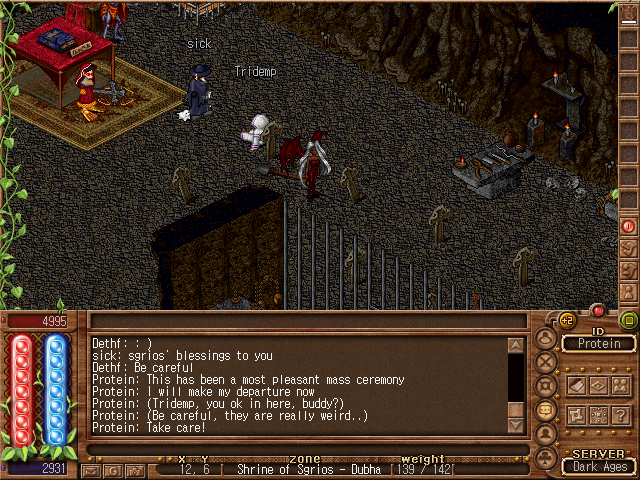 sick
Tridemp
4995
Dethf: : )
sick: sgrios' blessings to you
Dethf: Be careful
Protein: This has been a most pleasant mass ceremony
Protein: I will make my departure now
Protein: (Tridemp, you ok in here, buddy?)
Protein: (Be careful, they are really weird..)
Protein: Take care!
+2
ID
Protein
?
SERVER
Dark Ages
x Y zone weight
2931 12, 6 [ Shrine of Sgrios - Dubha [139 / 142[